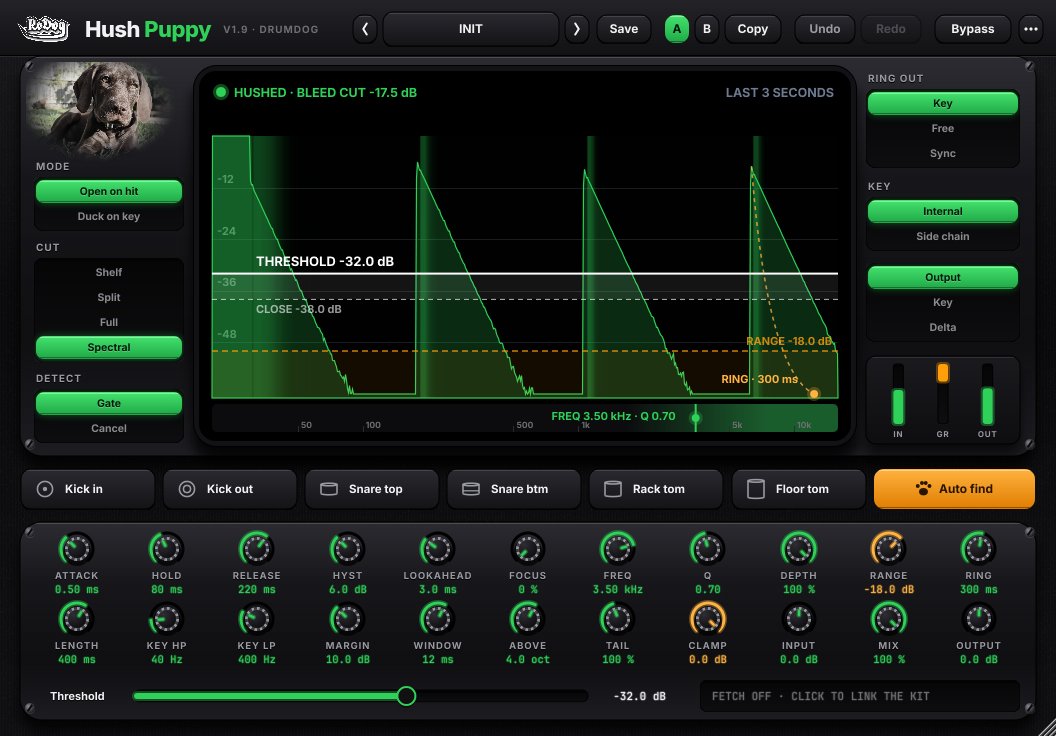 RoDog
Hush Puppy V1.9 · DRUMDOG
INIT
Save
A
B
Copy
Undo
Redo
Bypass
HUSHED · BLEED CUT -17.5 dB
LAST 3 SECONDS
MODE
Open on hit
Duck on key
CUT
Shelf
Split
Full
Spectral
DETECT
Gate
Cancel
-12
-24
THRESHOLD -32.0 dB
-36
CLOSE -38.0 dB
-48
RANGE -18.0 dB
RING · 300 ms
FREQ 3.50 kHz · Q 0.70
50 100 500 1k 5k 10k
RING OUT
Key
Free
Sync
KEY
Internal
Side chain
Output
Key
Delta
IN GR OUT
Kick in
Kick out
Snare top
Snare btm
Rack tom
Floor tom
Auto find
ATTACK HOLD RELEASE HYST LOOKAHEAD FOCUS FREQ Q DEPTH RANGE RING
0.50 ms 80 ms 220 ms 6.0 dB 3.0 ms 0 % 3.50 kHz 0.70 100 % -18.0 dB 300 ms
LENGTH KEY HP KEY LP MARGIN WINDOW ABOVE TAIL CLAMP INPUT MIX OUTPUT
400 ms 40 Hz 400 Hz 10.0 dB 12 ms 4.0 oct 100 % 0.0 dB 0.0 dB 100 % 0.0 dB
Threshold -32.0 dB
FETCH OFF · CLICK TO LINK THE KIT